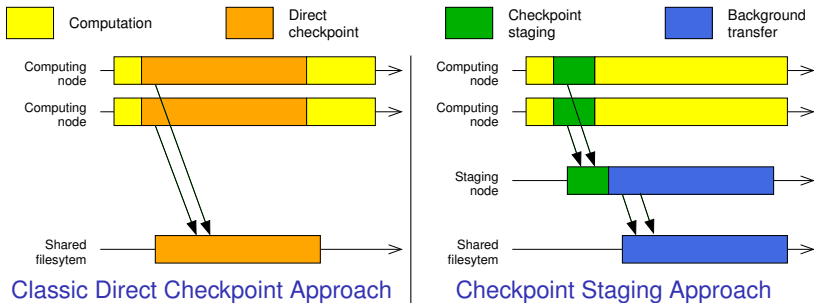 Computation
Direct
checkpoint
Checkpoint
staging
Background
transfer
Computing
node
Computing
node
Shared
filesytem
Classic Direct Checkpoint Approach
Computing
node
Computing
node
Staging
node
Shared
filesytem
Checkpoint Staging Approach